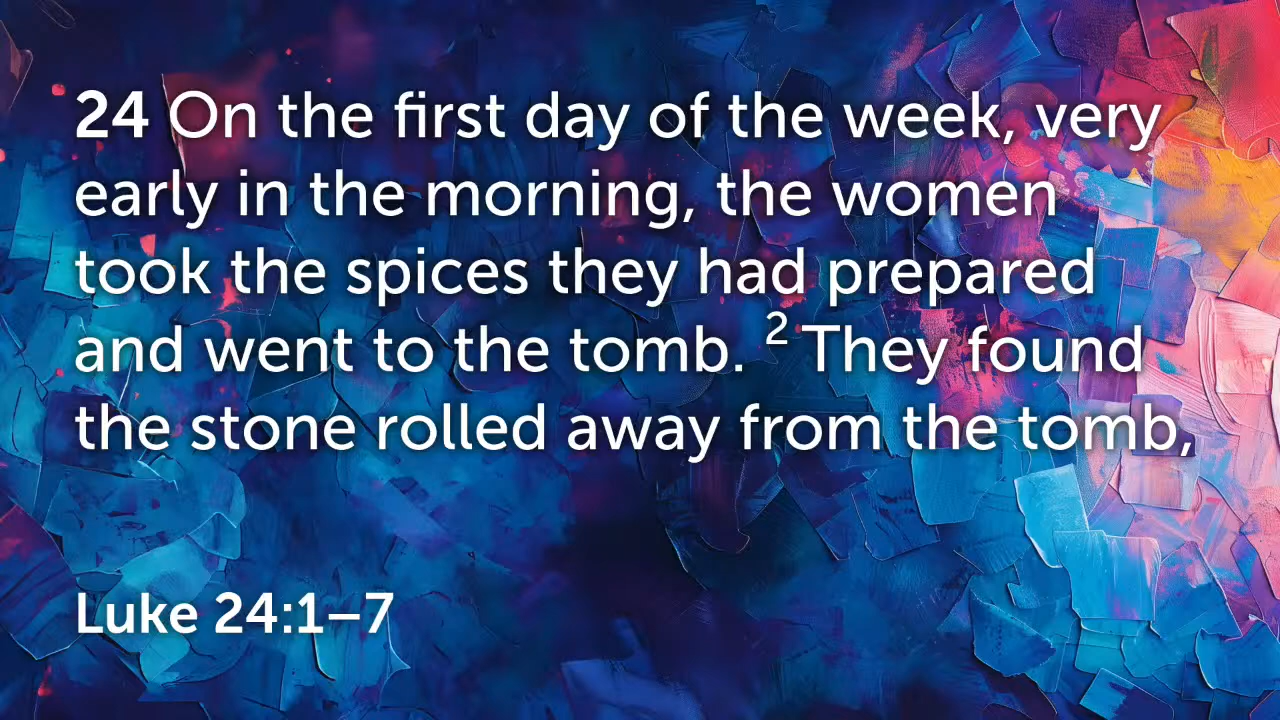 24 On the first day of the week, very
early in the morning, the women
took the spices they had prepared
and went to the tomb. ² They found
the stone rolled away from the tomb,
Luke 24:1–7